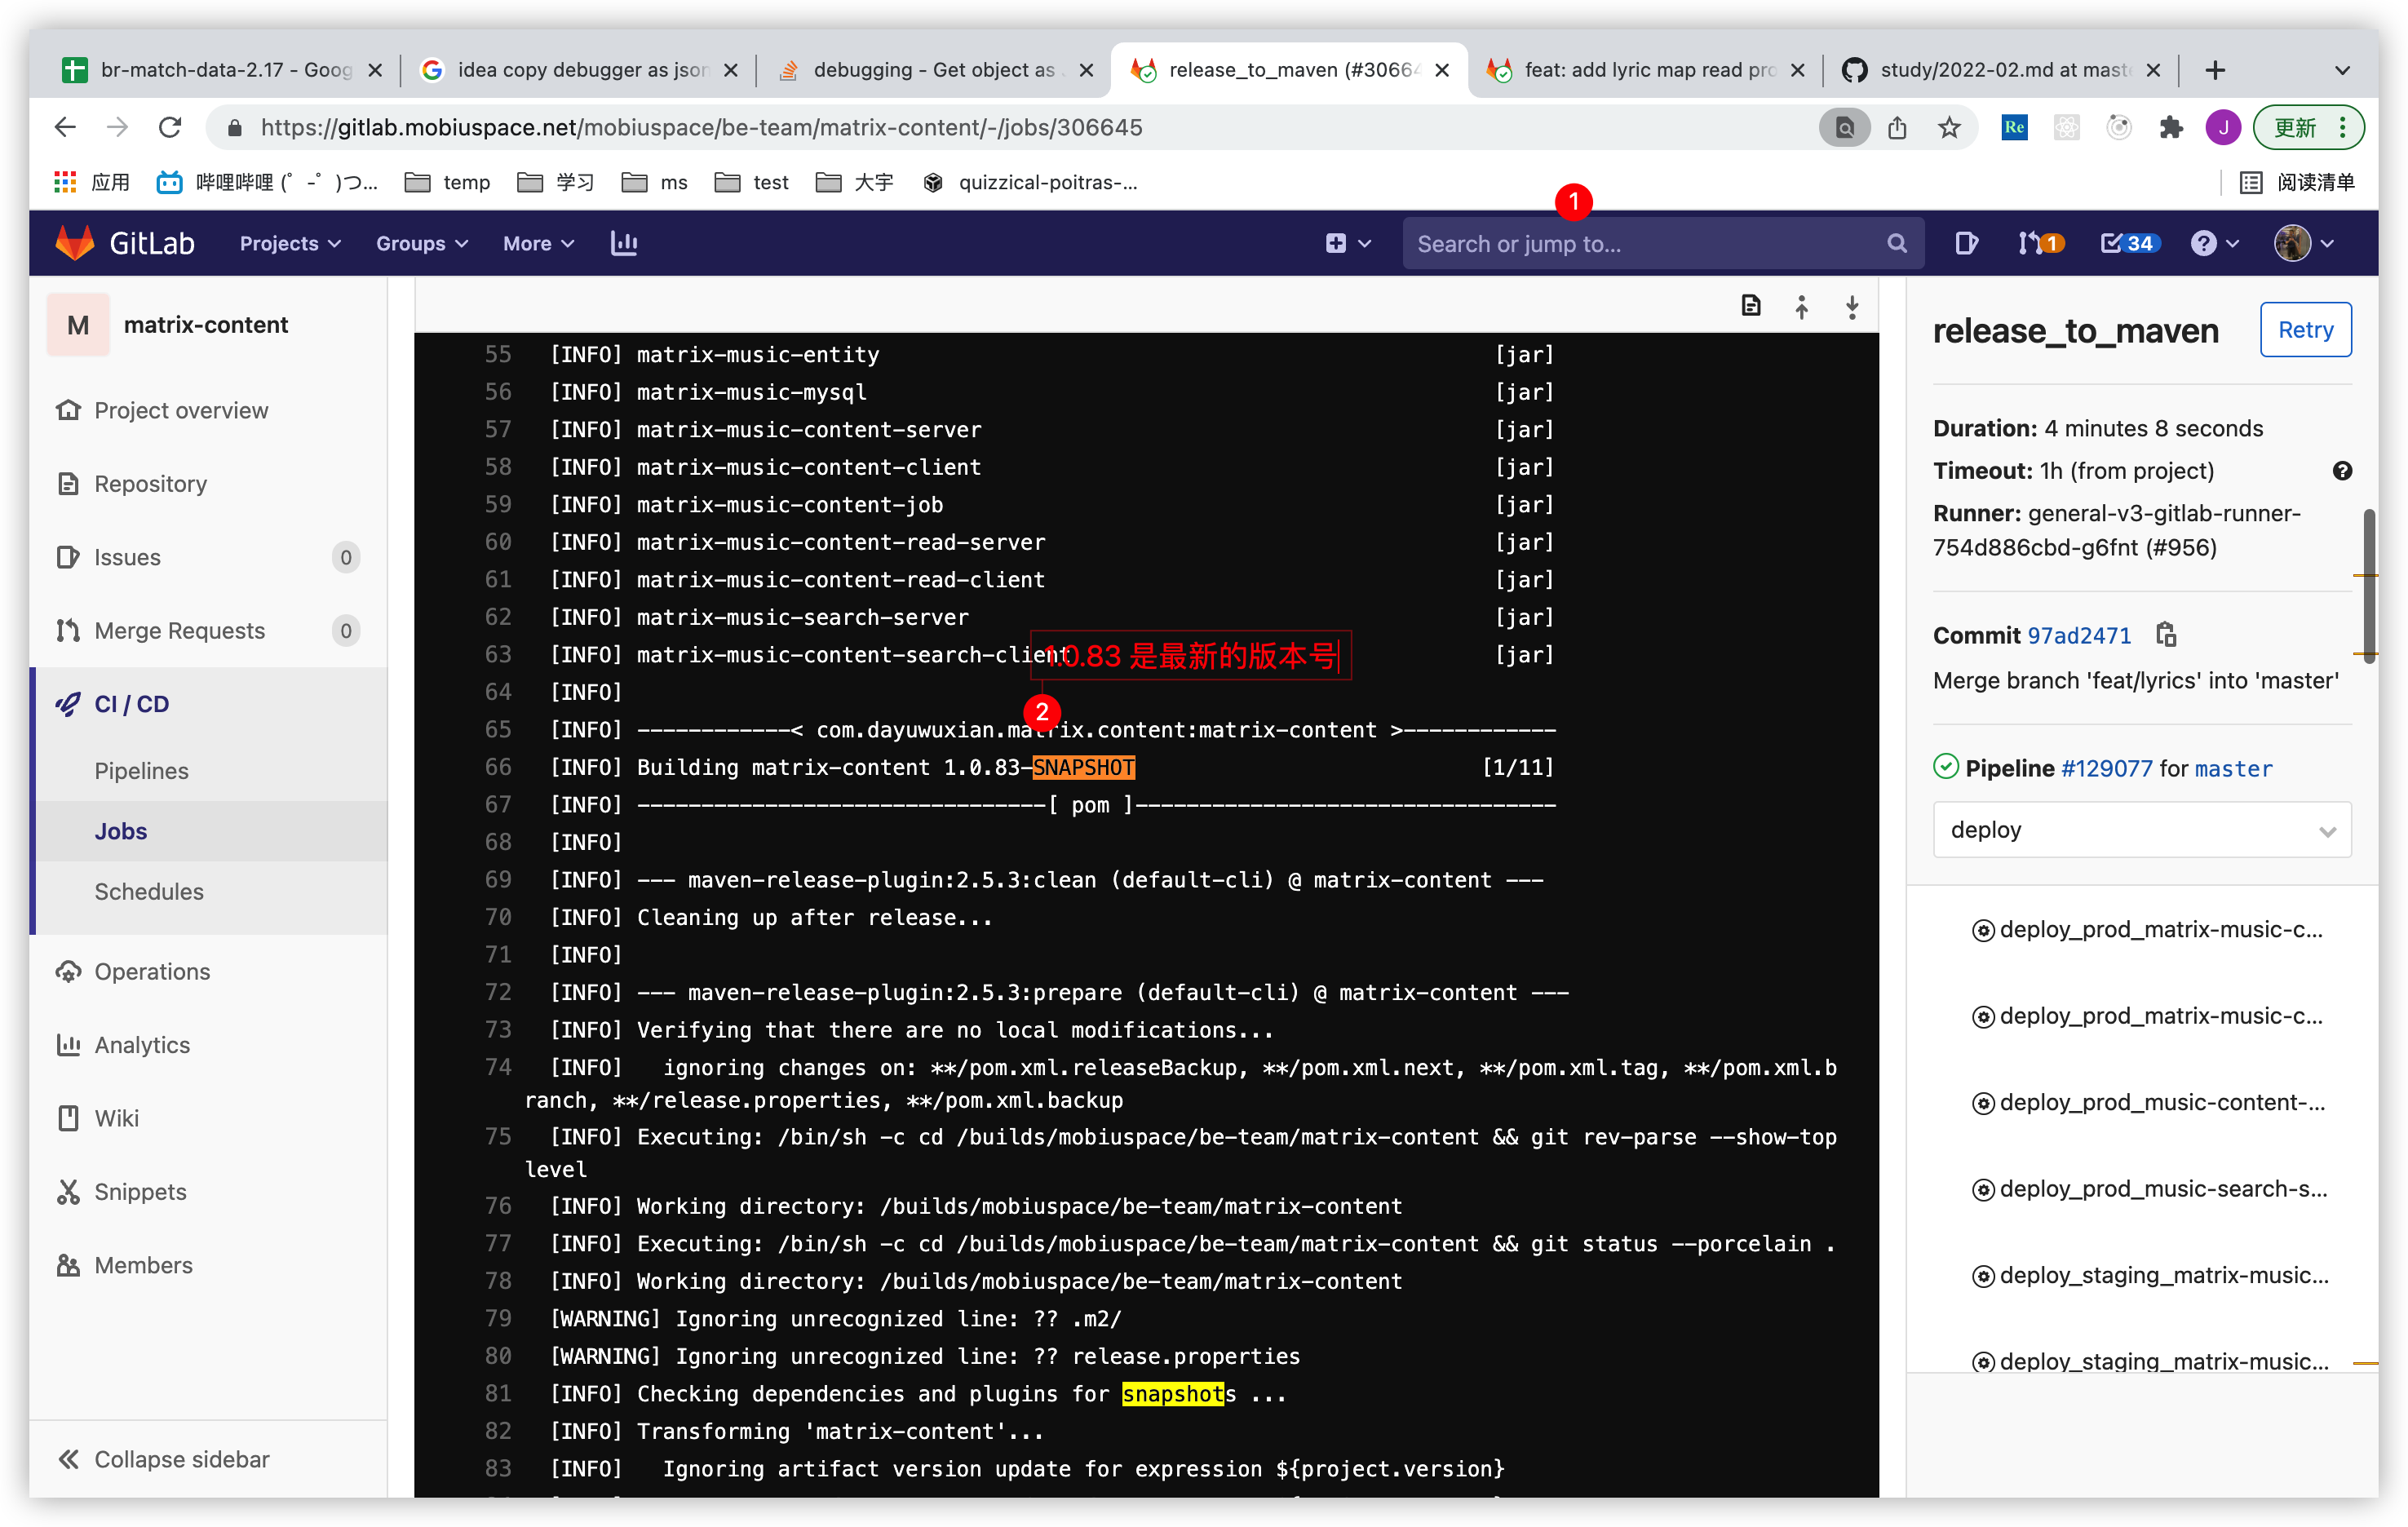 br-match-data-2.17 - Goog
idea copy debugger as json
debugging - Get object as J
release_to_maven (#30664
feat: add lyric map read pro
study/2022-02.md at mast
https://gitlab.mobiuspace.net/mobiuspace/be-team/matrix-content/-/jobs/306645
Re
J
更新
应用
哔哩哔哩 (゜-゜)つ...
temp
学习
ms
test
大宇
quizzical-poitras-...
阅读清单
1
GitLab
Projects
Groups
More
Search or jump to...
1
34
M matrix-content
Project overview
Repository
Issues 0
Merge Requests 0
CI / CD
Pipelines
Jobs
Schedules
Operations
Analytics
Wiki
Snippets
Members
Collapse sidebar
55 [INFO] matrix-music-entity [jar]
56 [INFO] matrix-music-mysql [jar]
57 [INFO] matrix-music-content-server [jar]
58 [INFO] matrix-music-content-client [jar]
59 [INFO] matrix-music-content-job [jar]
60 [INFO] matrix-music-content-read-server [jar]
61 [INFO] matrix-music-content-read-client [jar]
62 [INFO] matrix-music-search-server [jar]
63 [INFO] matrix-music-content-search-client [jar]
1.0.83 是最新的版本号
64 [INFO]
2
65 [INFO] ------------< com.dayuwuxian.matrix.content:matrix-content >------------
66 [INFO] Building matrix-content 1.0.83-SNAPSHOT [1/11]
67 [INFO] --------------------------------[ pom ]---------------------------------
68 [INFO]
69 [INFO] --- maven-release-plugin:2.5.3:clean (default-cli) @ matrix-content ---
70 [INFO] Cleaning up after release...
71 [INFO]
72 [INFO] --- maven-release-plugin:2.5.3:prepare (default-cli) @ matrix-content ---
73 [INFO] Verifying that there are no local modifications...
74 [INFO] ignoring changes on: **/pom.xml.releaseBackup, **/pom.xml.next, **/pom.xml.tag, **/pom.xml.b
ranch, **/release.properties, **/pom.xml.backup
75 [INFO] Executing: /bin/sh -c cd /builds/mobiuspace/be-team/matrix-content && git rev-parse --show-top
level
76 [INFO] Working directory: /builds/mobiuspace/be-team/matrix-content
77 [INFO] Executing: /bin/sh -c cd /builds/mobiuspace/be-team/matrix-content && git status --porcelain .
78 [INFO] Working directory: /builds/mobiuspace/be-team/matrix-content
79 [WARNING] Ignoring unrecognized line: ?? .m2/
80 [WARNING] Ignoring unrecognized line: ?? release.properties
81 [INFO] Checking dependencies and plugins for snapshots ...
82 [INFO] Transforming 'matrix-content'...
83 [INFO] Ignoring artifact version update for expression ${project.version}
release_to_maven
Retry
Duration: 4 minutes 8 seconds
Timeout: 1h (from project)
Runner: general-v3-gitlab-runner-
754d886cbd-g6fnt (#956)
Commit 97ad2471
Merge branch 'feat/lyrics' into 'master'
Pipeline #129077 for master
deploy
deploy_prod_matrix-music-c...
deploy_prod_matrix-music-c...
deploy_prod_music-content-...
deploy_prod_music-search-s...
deploy_staging_matrix-music...
deploy_staging_matrix-music...